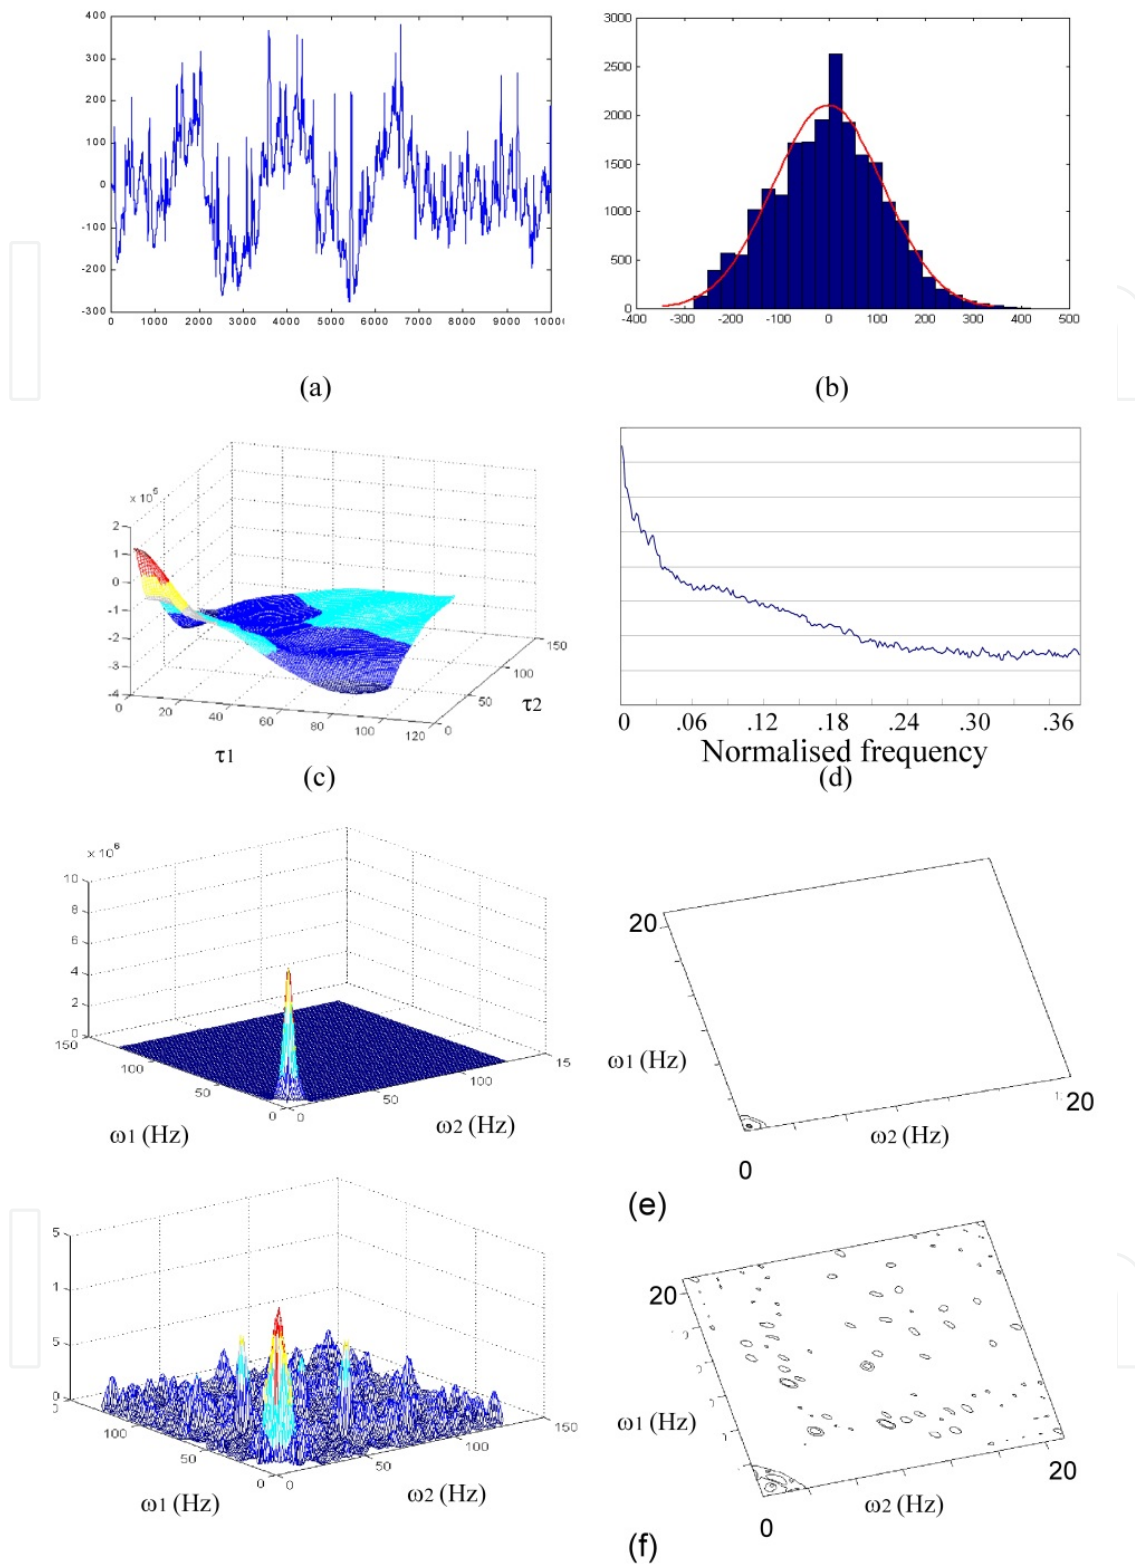 400 300 200 100 0 -100 -200 -300
0 1000 2000 3000 4000 5000 6000 7000 8000 9000 1000(
(a)
3000 2500 2000 1500 1000 500 0
-400 -300 -200 -100 0 100 200 300 400 500
(b)
x 10
2 1 0 -1 -2 -3 -4
0 20 40 60 80 100 120
0 50 100 150
τ2
τ1
(c)
0 .06 .12 .18 .24 .30 .36
Normalised frequency
(d)
x 10⁶
10 8 6 4 2 0
150 100 50 0
0 50 100 15
ω1 (Hz)
ω2 (Hz)
20
ω1 (Hz)
20
ω2 (Hz)
0
(e)
5 1 5 0
100 50 0
0 50 100 150
ω1 (Hz)
ω2 (Hz)
20
ω1 (Hz)
20
ω2 (Hz)
0
(f)